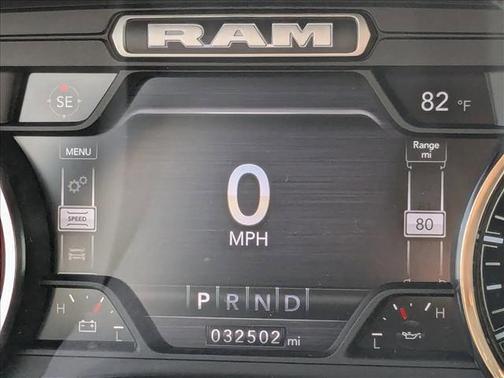 RAM
SE
82 °F
MENU
Range
mi
SPEED
80
0
MPH
P R N D
H L
L H
032502 mi